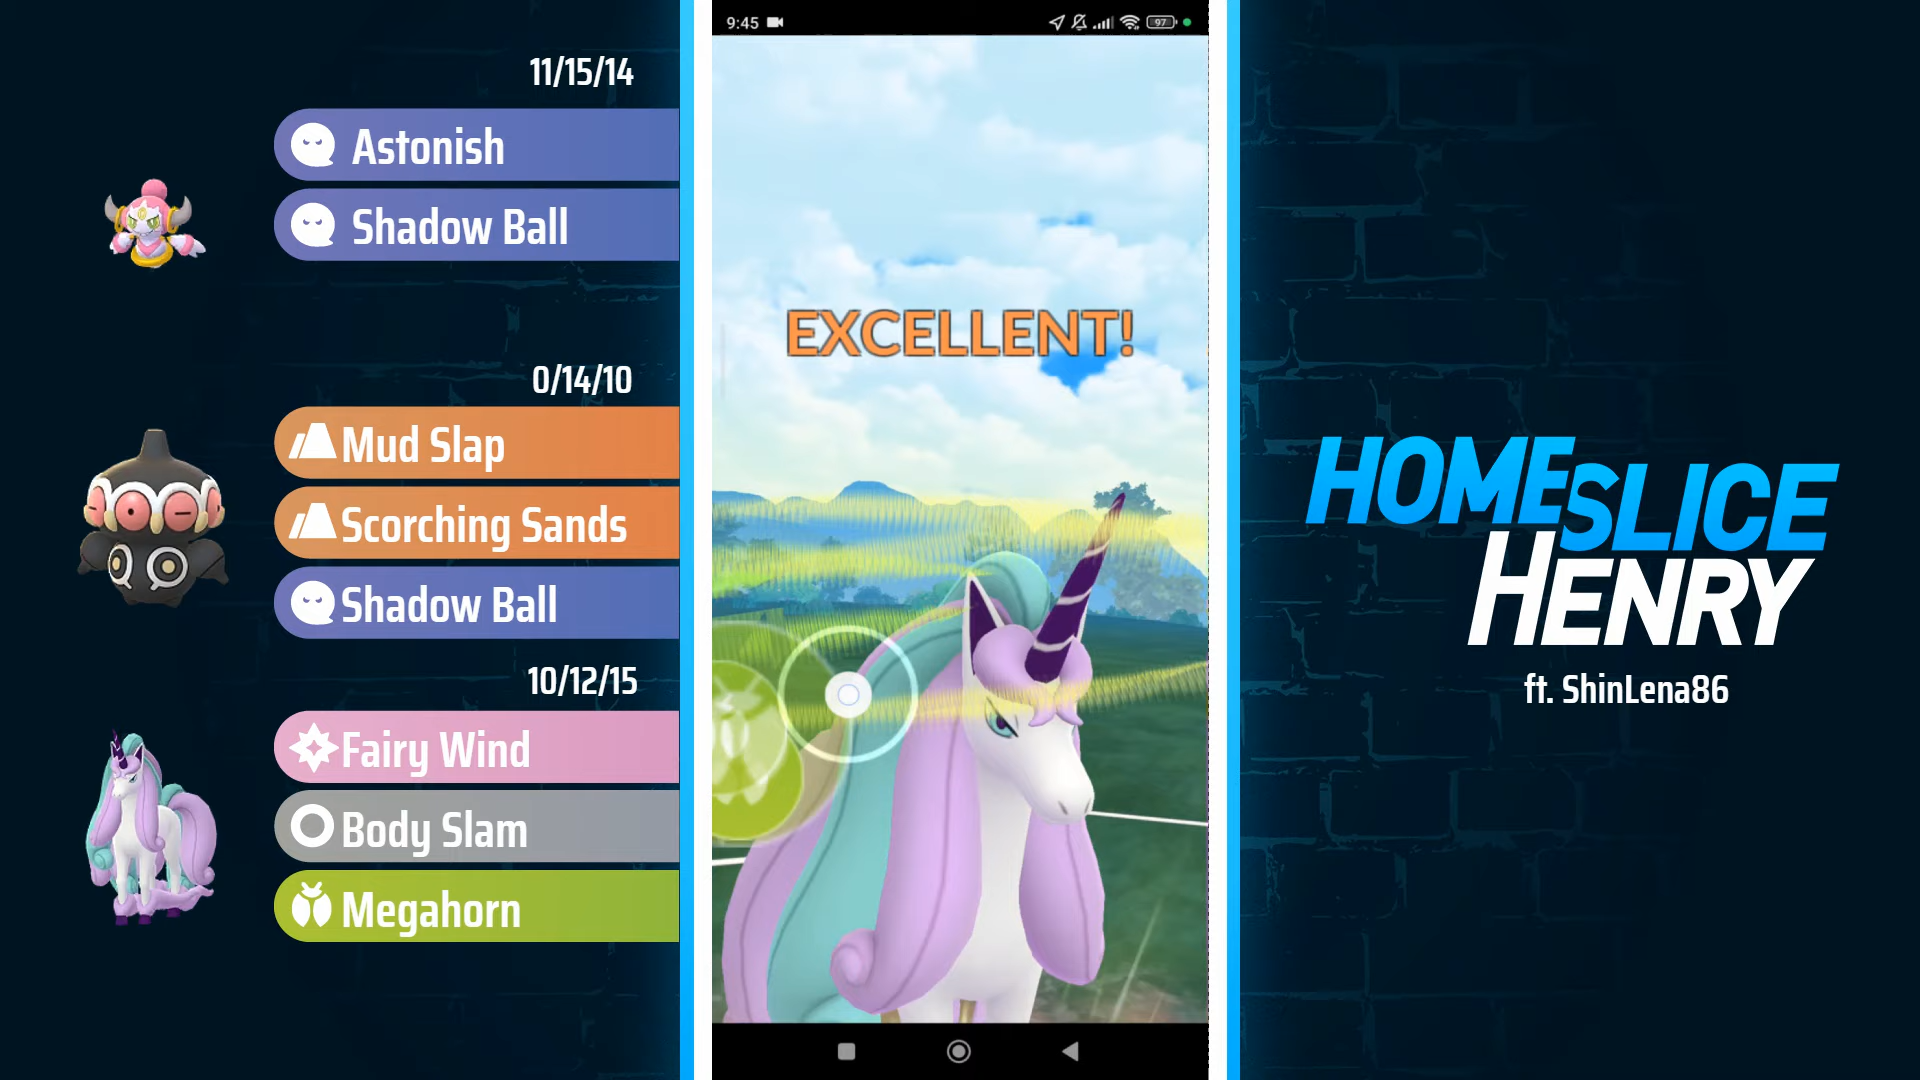 11/15/14
Astonish
Shadow Ball
0/14/10
Mud Slap
Scorching Sands
Shadow Ball
10/12/15
Fairy Wind
Body Slam
Megahorn
9:45
97
EXCELLENT!
HOMESLICE
HENRY
ft. ShinLena86